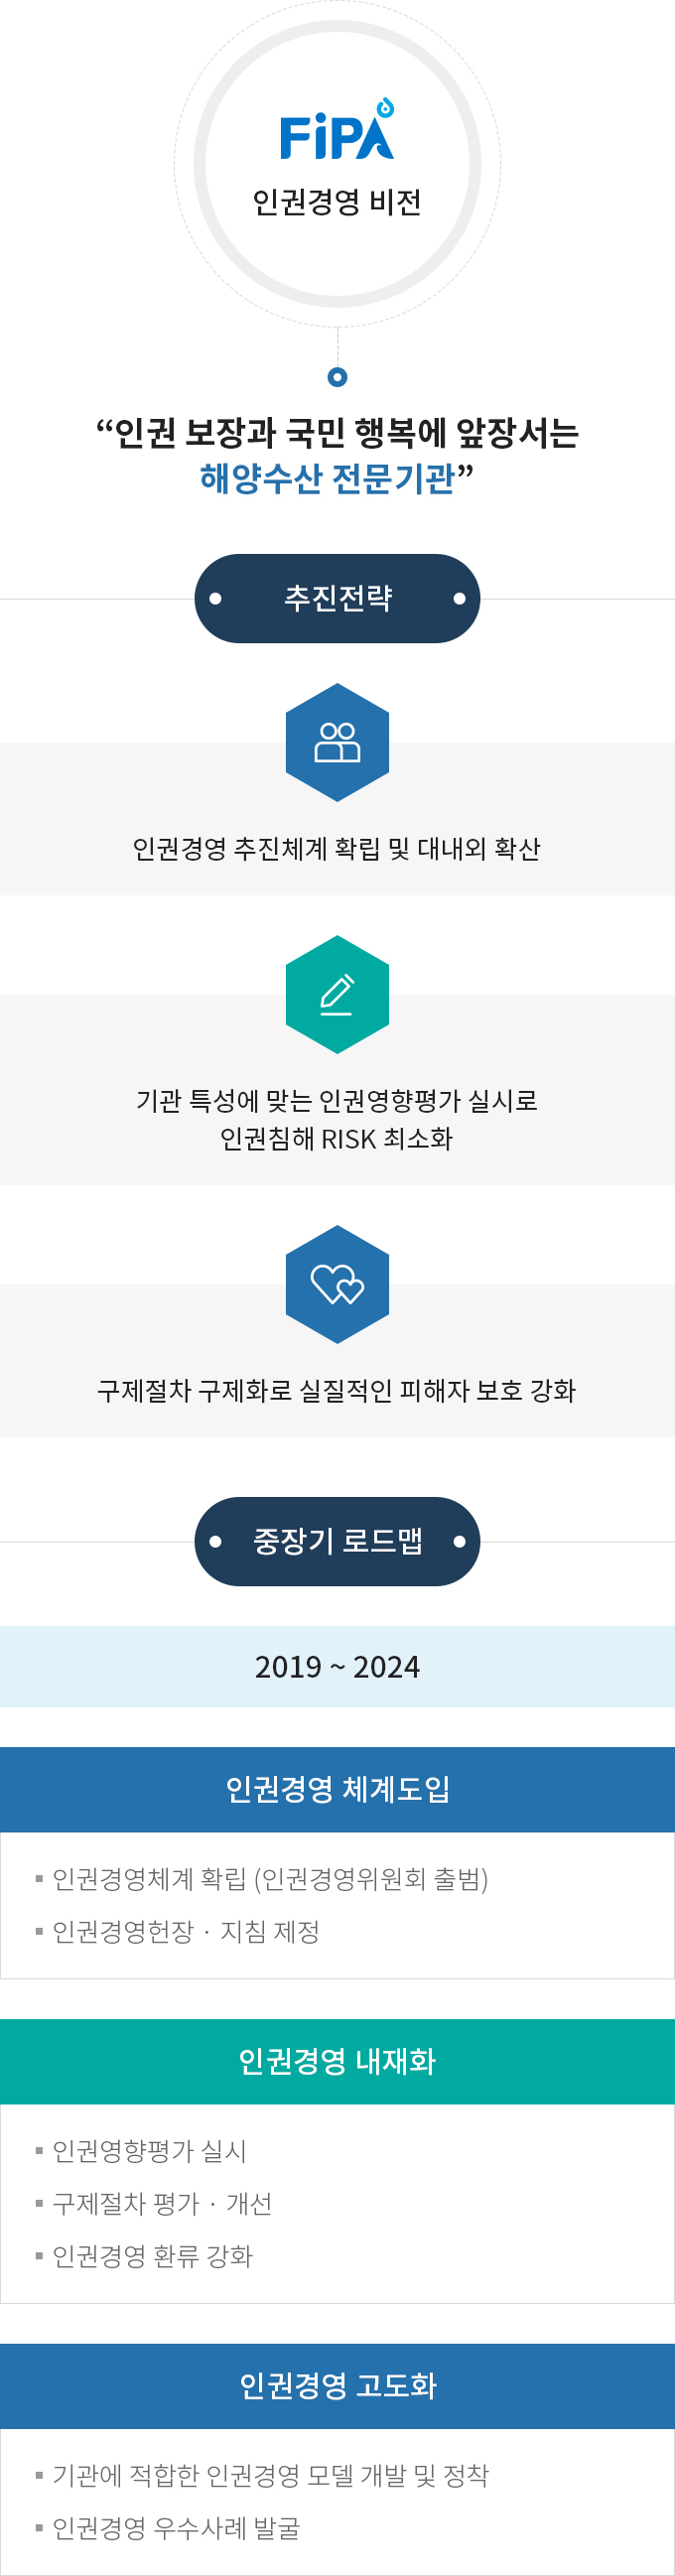 FiPA
인권경영 비전
“인권 보장과 국민 행복에 앞장서는
해양수산 전문기관”
추진전략
인권경영 추진체계 확립 및 대내외 확산
기관 특성에 맞는 인권영향평가 실시로
인권침해 RISK 최소화
구제절차 구제화로 실질적인 피해자 보호 강화
중장기 로드맵
2019 ~ 2024
인권경영 체계도입
▪ 인권경영체계 확립 (인권경영위원회 출범)
▪ 인권경영헌장 · 지침 제정
인권경영 내재화
▪ 인권영향평가 실시
▪ 구제절차 평가 · 개선
▪ 인권경영 환류 강화
인권경영 고도화
▪ 기관에 적합한 인권경영 모델 개발 및 정착
▪ 인권경영 우수사례 발굴